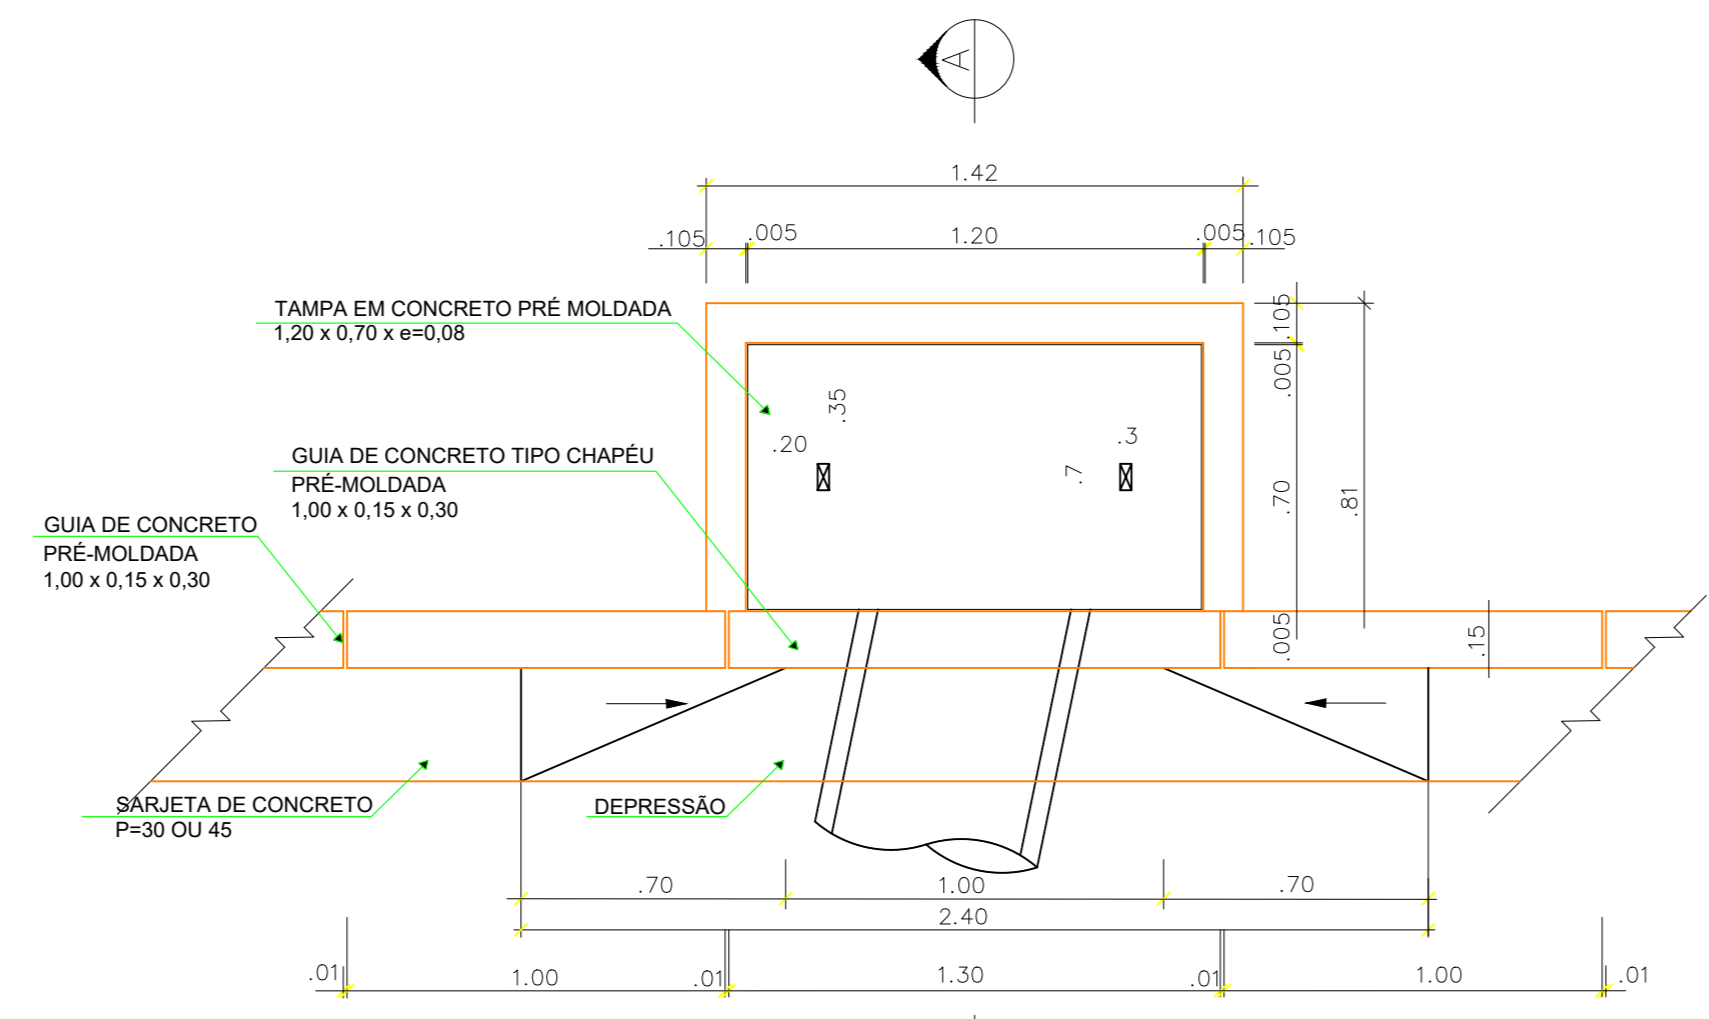 A
1.42
.105 .005 1.20 .005 .105
TAMPA EM CONCRETO PRÉ MOLDADA
1,20 x 0,70 x e=0,08
.105
.005
.35
.20
.3
.7
.70
.81
GUIA DE CONCRETO TIPO CHAPÉU
PRÉ-MOLDADA
1,00 x 0,15 x 0,30
GUIA DE CONCRETO
PRÉ-MOLDADA
1,00 x 0,15 x 0,30
.005
.15
SARJETA DE CONCRETO
P=30 OU 45
DEPRESSÃO
.70 1.00 .70
2.40
.01 1.00 .01 1.30 .01 1.00 .01